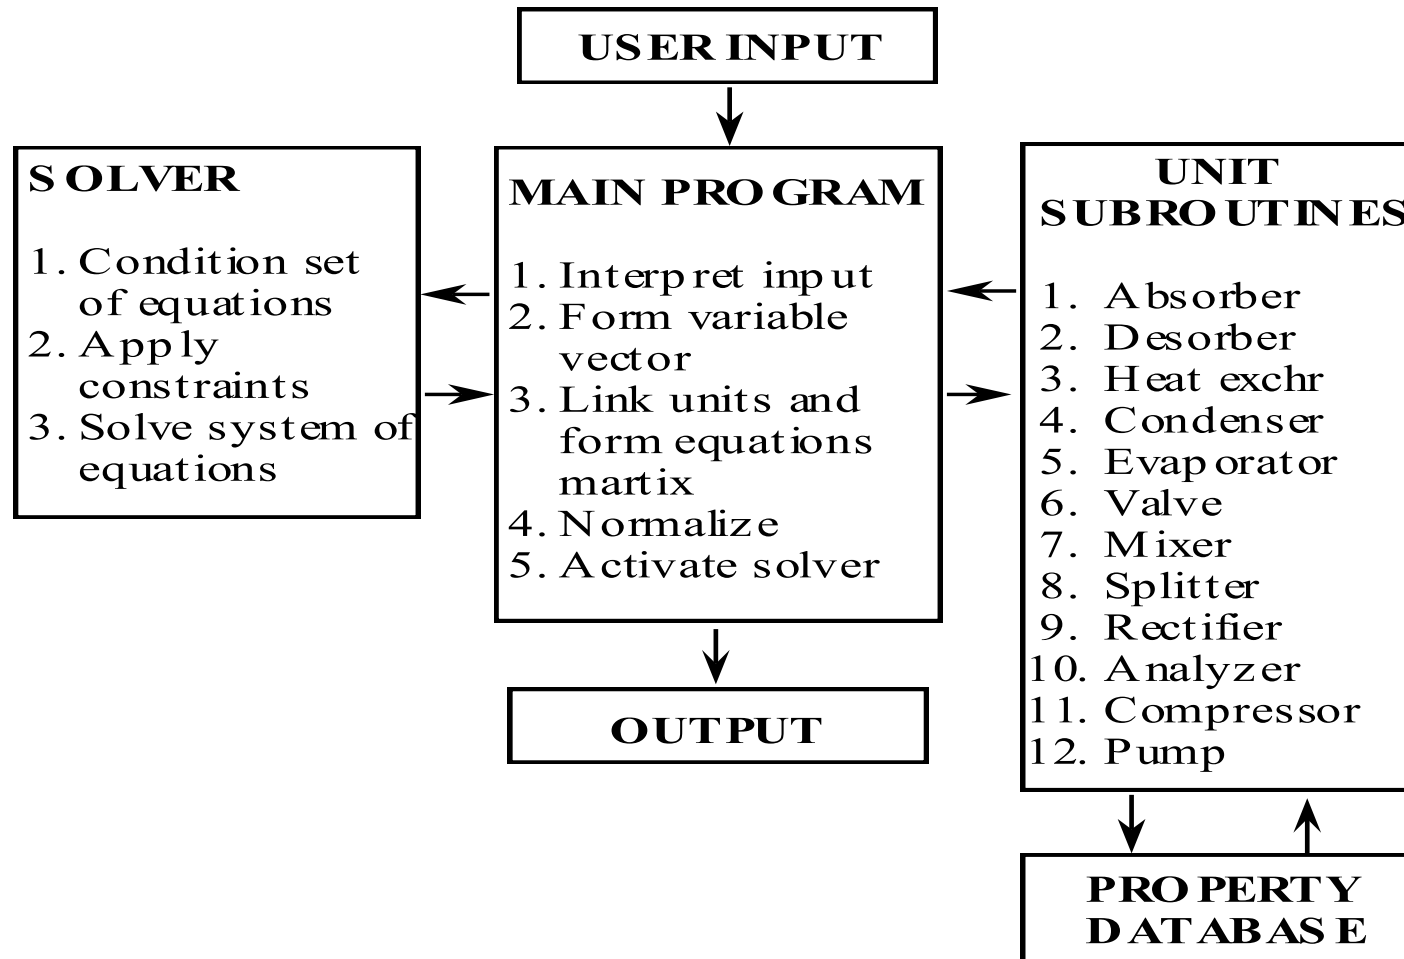 USER INPUT
SOLVER
1. Condition set
of equations
2. Apply
constraints
3. Solve system of
equations
MAIN PROGRAM
1. Interpret input
2. Form variable
vector
3. Link units and
form equations
martix
4. Normalize
5. Activate solver
UNIT
SUBROUTINES
1. Absorber
2. Desorber
3. Heat exchr
4. Condenser
5. Evaporator
6. Valve
7. Mixer
8. Splitter
9. Rectifier
10. Analyzer
11. Compressor
12. Pump
OUTPUT
PROPERTY
DATABASE